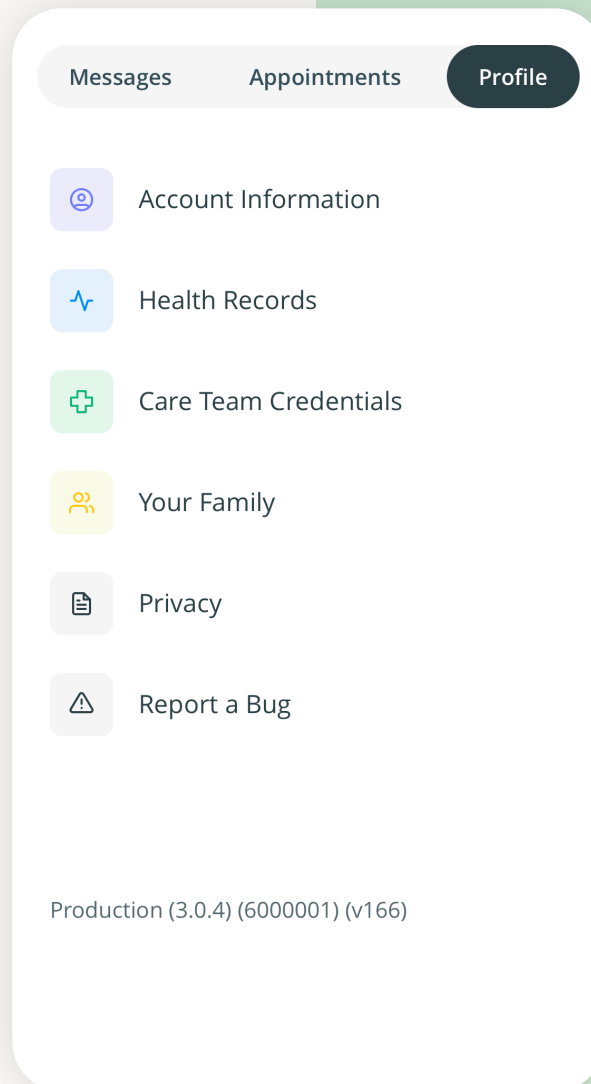 Messages Appointments Profile
Account Information
Health Records
Care Team Credentials
Your Family
Privacy
Report a Bug
Production (3.0.4) (6000001) (v166)